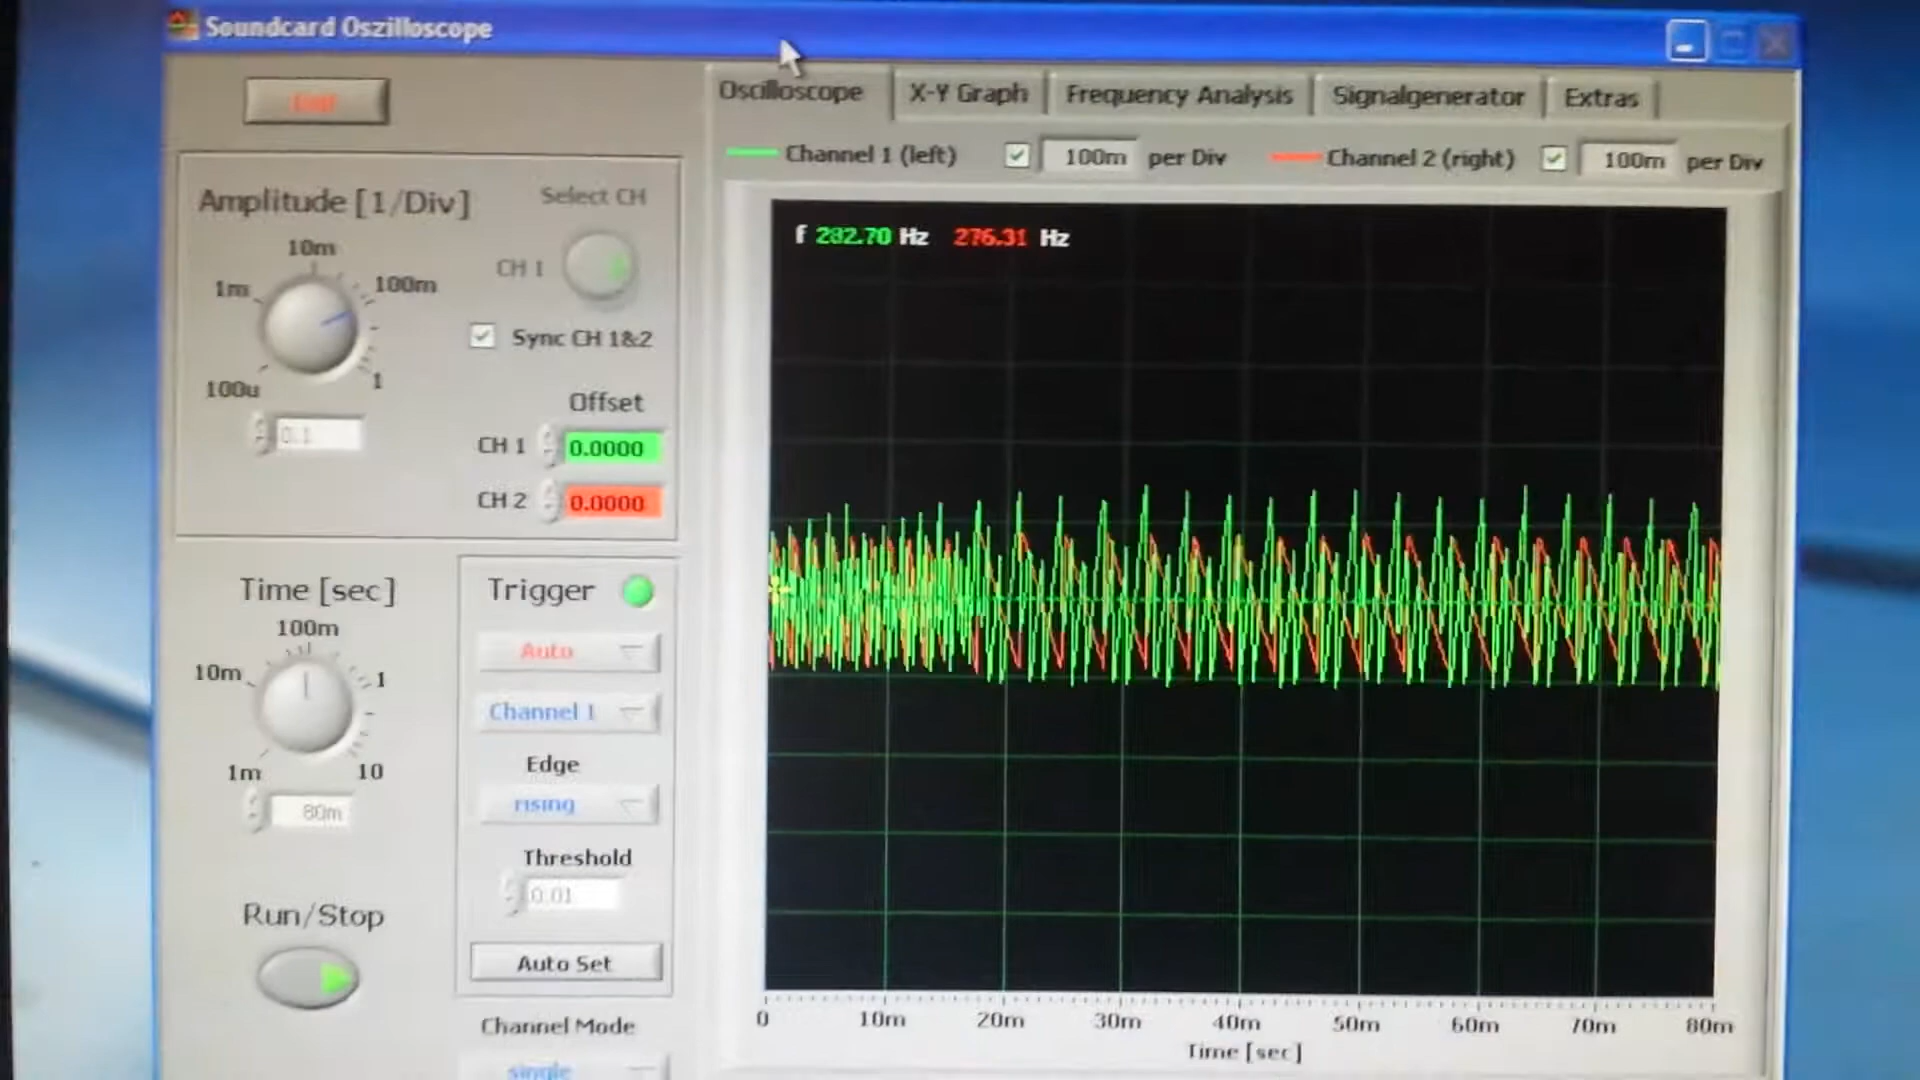 Soundcard Oszilloscope
Exit
Oscilloscope
X-Y Graph
Frequency Analysis
Signalgenerator
Extras
Channel 1 (left)
100m per Div
Channel 2 (right)
100m per Div
f 282.70 Hz 276.31 Hz
Amplitude [1/Div]
10m
1m
100m
100u
1
0.1
Select CH
CH 1
Sync CH 1&2
Offset
CH 1 0.0000
CH 2 0.0000
Time [sec]
100m
10m
1
1m
10
80m
Run/Stop
Trigger
Auto
Channel 1
Edge
rising
Threshold
0.01
Auto Set
Channel Mode
single
0 10m 20m 30m 40m 50m 60m 70m 80m
Time [sec]